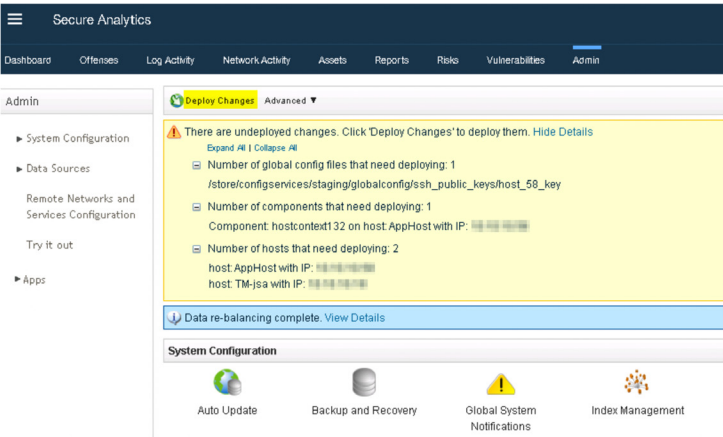 Secure Analytics
Dashboard Offenses Log Activity Network Activity Assets Reports Risks Vulnerabilities Admin
Admin
Deploy Changes Advanced ▼
There are undeployed changes. Click 'Deploy Changes' to deploy them. Hide Details
Expand All | Collapse All
Number of global config files that need deploying: 1
/store/configservices/staging/globalconfig/ssh_public_keys/host_58_key
Number of components that need deploying: 1
Component: hostcontext132 on host: AppHost with IP:
Number of hosts that need deploying: 2
host: AppHost with IP:
host: TM-jsa with IP:
Data re-balancing complete. View Details
System Configuration
Data Sources
Remote Networks and
Services Configuration
Try it out
Apps
System Configuration
Auto Update
Backup and Recovery
Global System
Notifications
Index Management